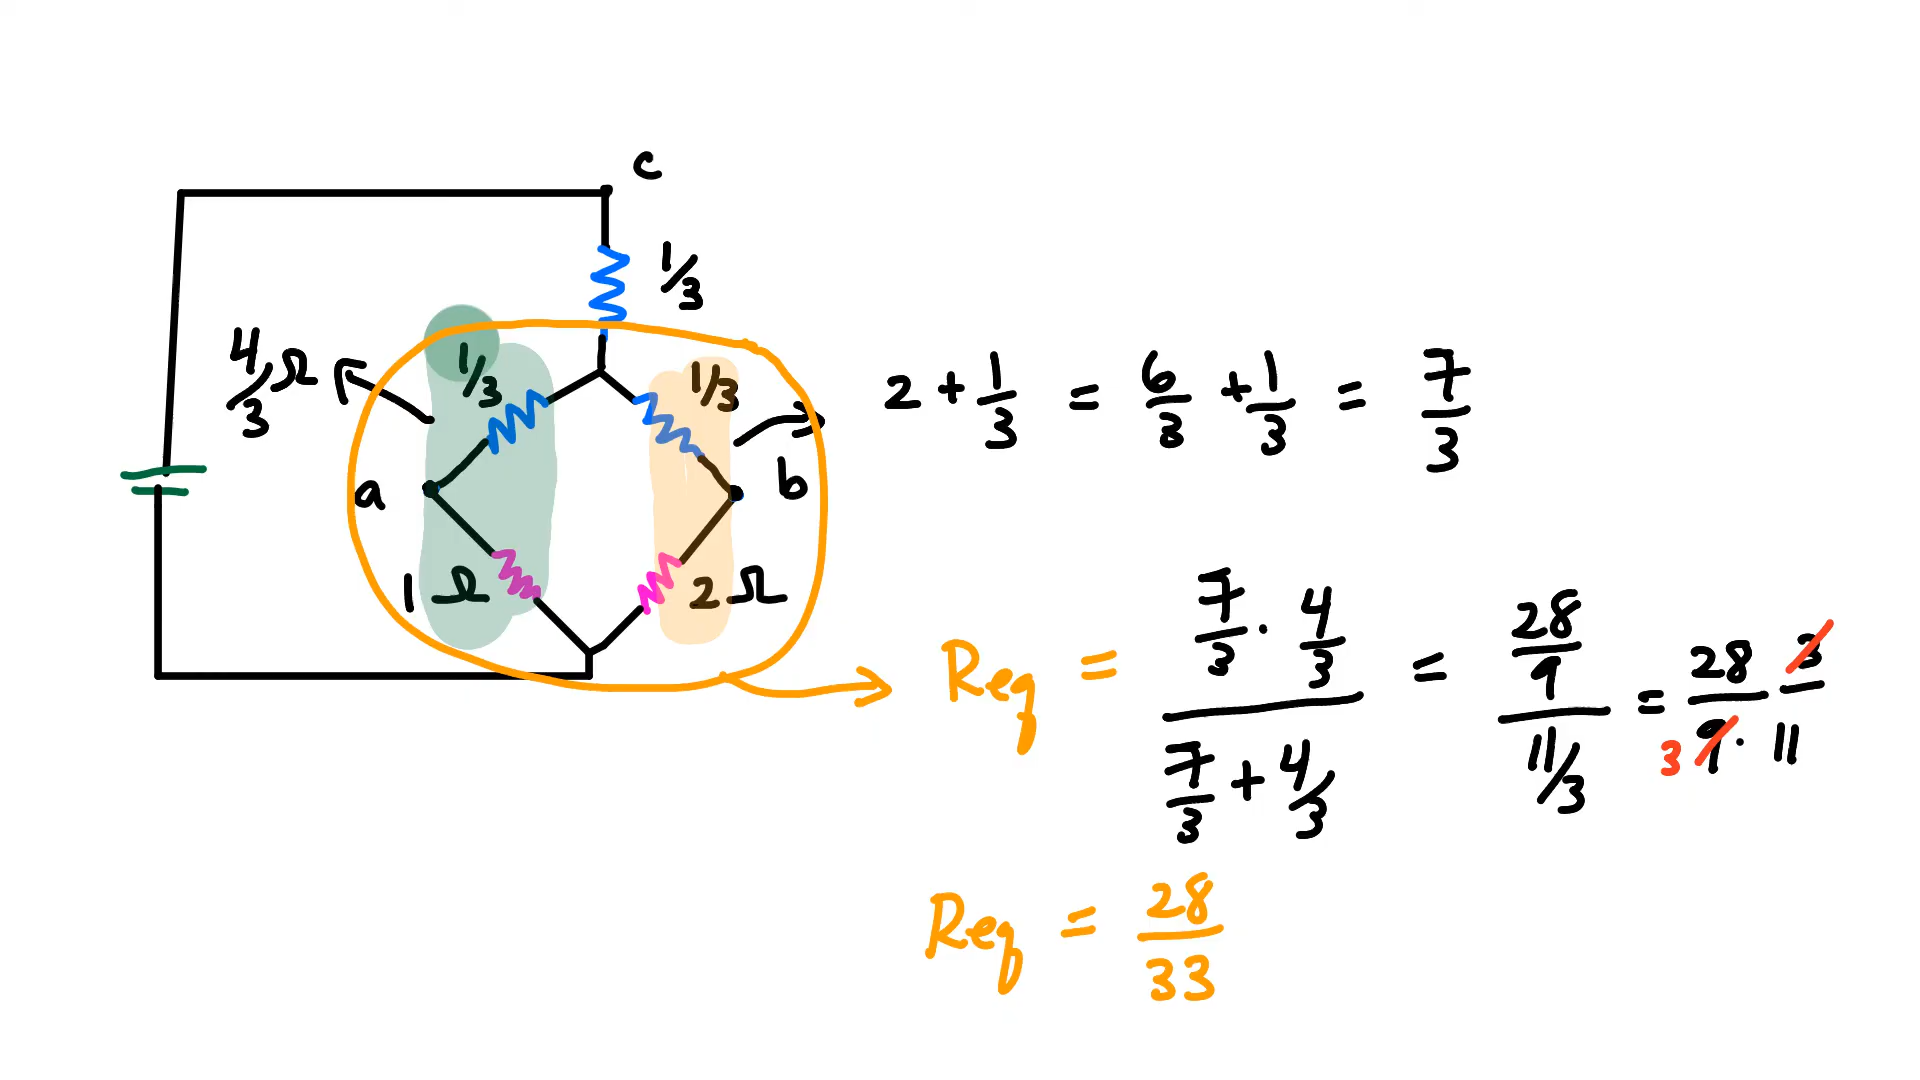 c
1/3
4/3 Ω
1/3
1/3
2 + 1/3 = 6/3 + 1/3 = 7/3
a
b
1 Ω
2 Ω
Req = (7/3 · 4/3)/(7/3 + 4/3) = (28/9)/(11/3) = 28/9 · 3/11
3
Req = 28/33